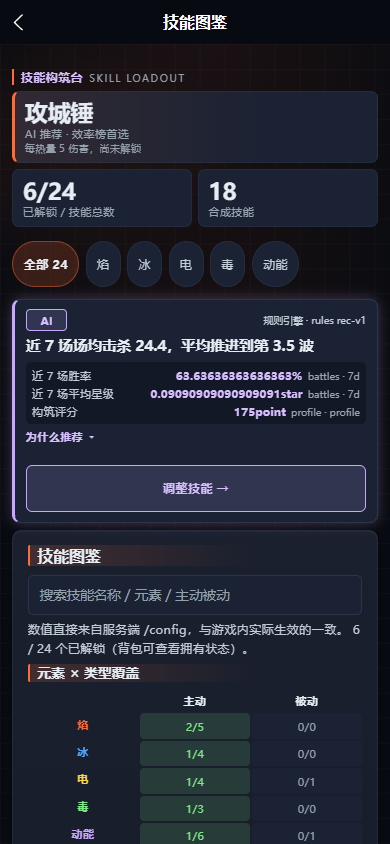 技能图鉴
技能构筑台 SKILL LOADOUT
攻城锤
AI 推荐 · 效率榜首选
每热量 5 伤害，尚未解锁
6/24
已解锁 / 技能总数
18
合成技能
全部 24
焰
冰
电
毒
动能
AI
规则引擎 · rules rec-v1
近 7 场场均击杀 24.4，平均推进到第 3.5 波
近 7 场胜率 63.63636363636363% battles · 7d
近 7 场平均星级 0.09090909090909091star battles · 7d
构筑评分 175point profile · profile
为什么推荐
调整技能 →
技能图鉴
搜索技能名称 / 元素 / 主动被动
数值直接来自服务端 /config，与游戏内实际生效的一致。 6
/ 24 个已解锁（背包可查看拥有状态）。
元素 × 类型覆盖
主动 被动
焰 2/5 0/0
冰 1/4 0/0
电 1/4 0/1
毒 1/3 0/0
动能 1/6 0/1